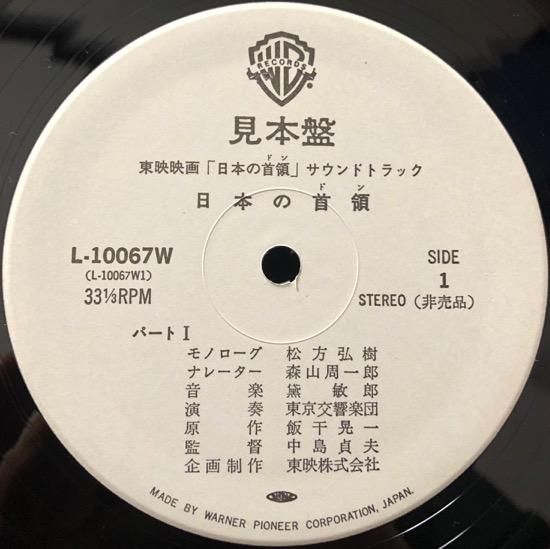 WB
RECORDS
見本盤
東映映画「日本の首領」サウンドトラック
ドン
日本の首領
ドン
L-10067W
(L-10067W1)
33⅓RPM
SIDE
1
STEREO (非売品)
パートⅠ
モノローグ 松方弘樹
ナレーター 森山周一郎
音楽 黛敏郎
演奏 東京交響楽団
原作 飯干晃一
監督 中島貞夫
企画制作 東映株式会社
MADE BY WARNER PIONEER CORPORATION, JAPAN.